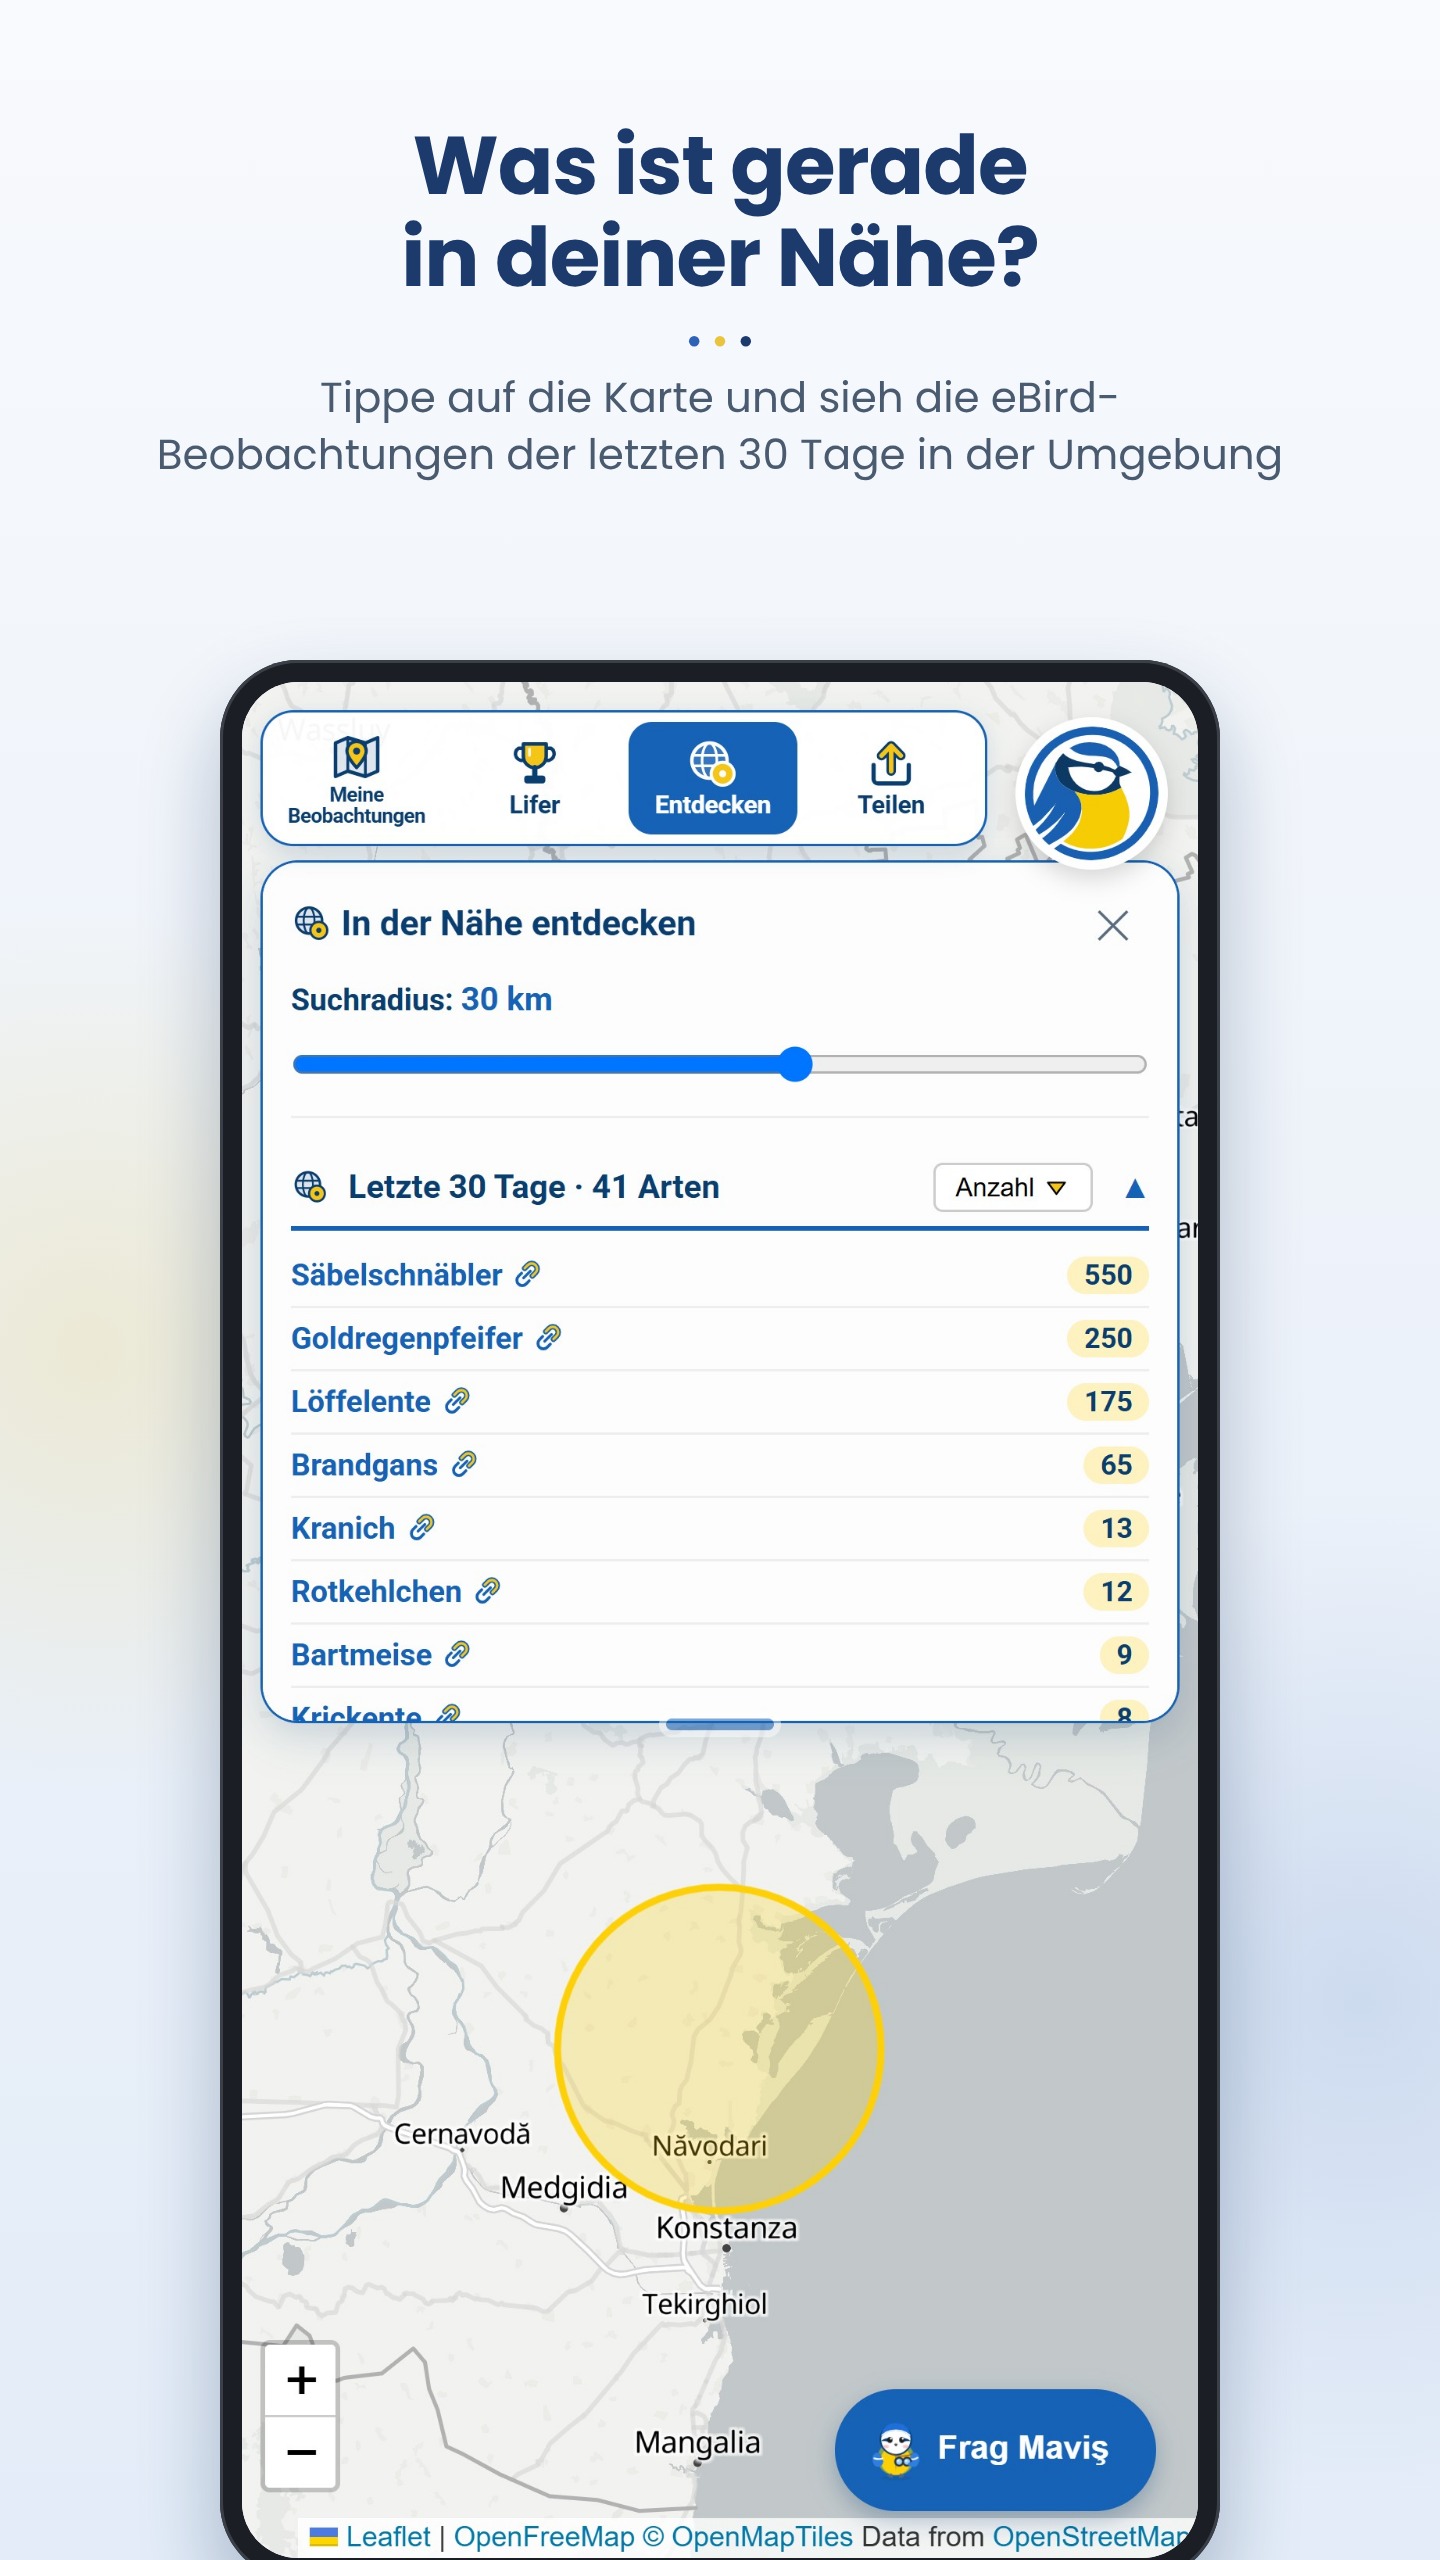 Was ist gerade
in deiner Nähe?
Tippe auf die Karte und sieh die eBird-
Beobachtungen der letzten 30 Tage in der Umgebung
Meine
Beobachtungen
Lifer
Entdecken
Teilen
In der Nähe entdecken
Suchradius: 30 km
Letzte 30 Tage · 41 Arten
Anzahl
Säbelschnäbler 550
Goldregenpfeifer 250
Löffelente 175
Brandgans 65
Kranich 13
Rotkehlchen 12
Bartmeise 9
Krickente 8
Cernavodă
Năvodari
Medgidia
Konstanza
Tekirghiol
Mangalia
+
−
Frag Maviş
Leaflet | OpenFreeMap © OpenMapTiles Data from OpenStreetMap